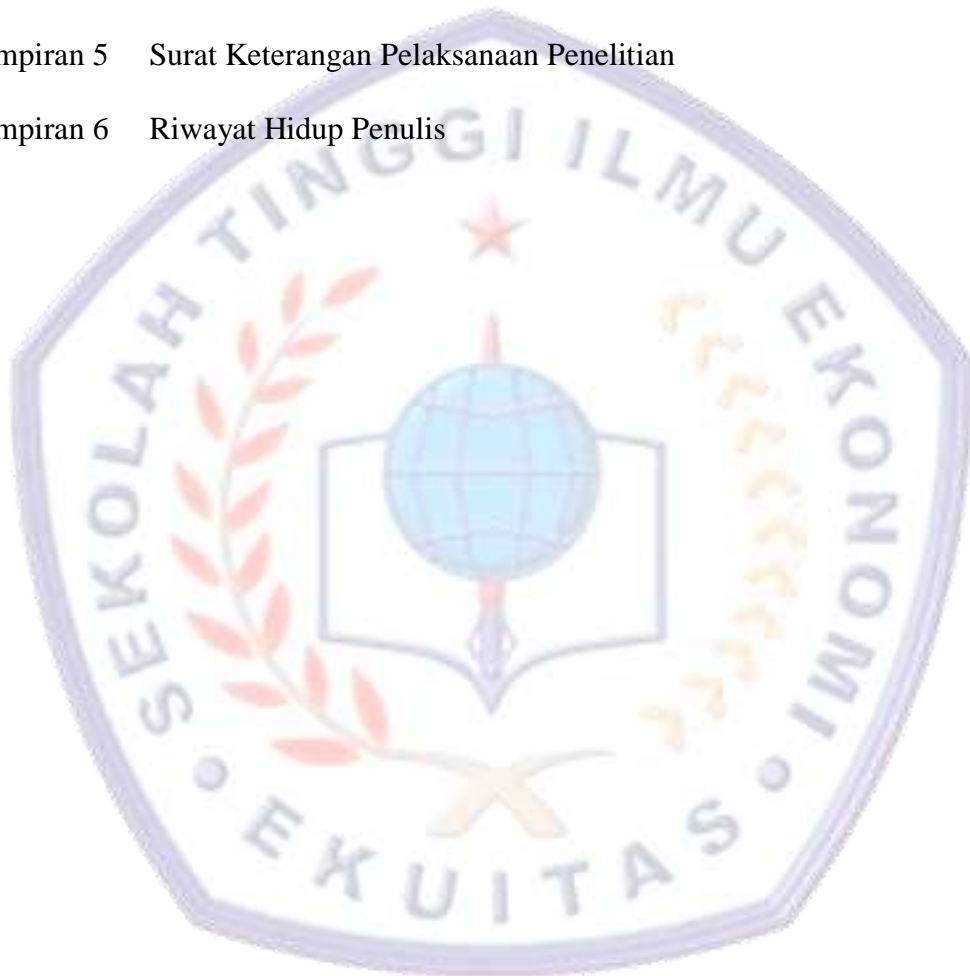 mpiran 5 Surat Keterangan Pelaksanaan Penelitian
mpiran 6 Riwayat Hidup Penulis
SEKOLAH TINGGI ILMU EKONOMI
EKUITAS